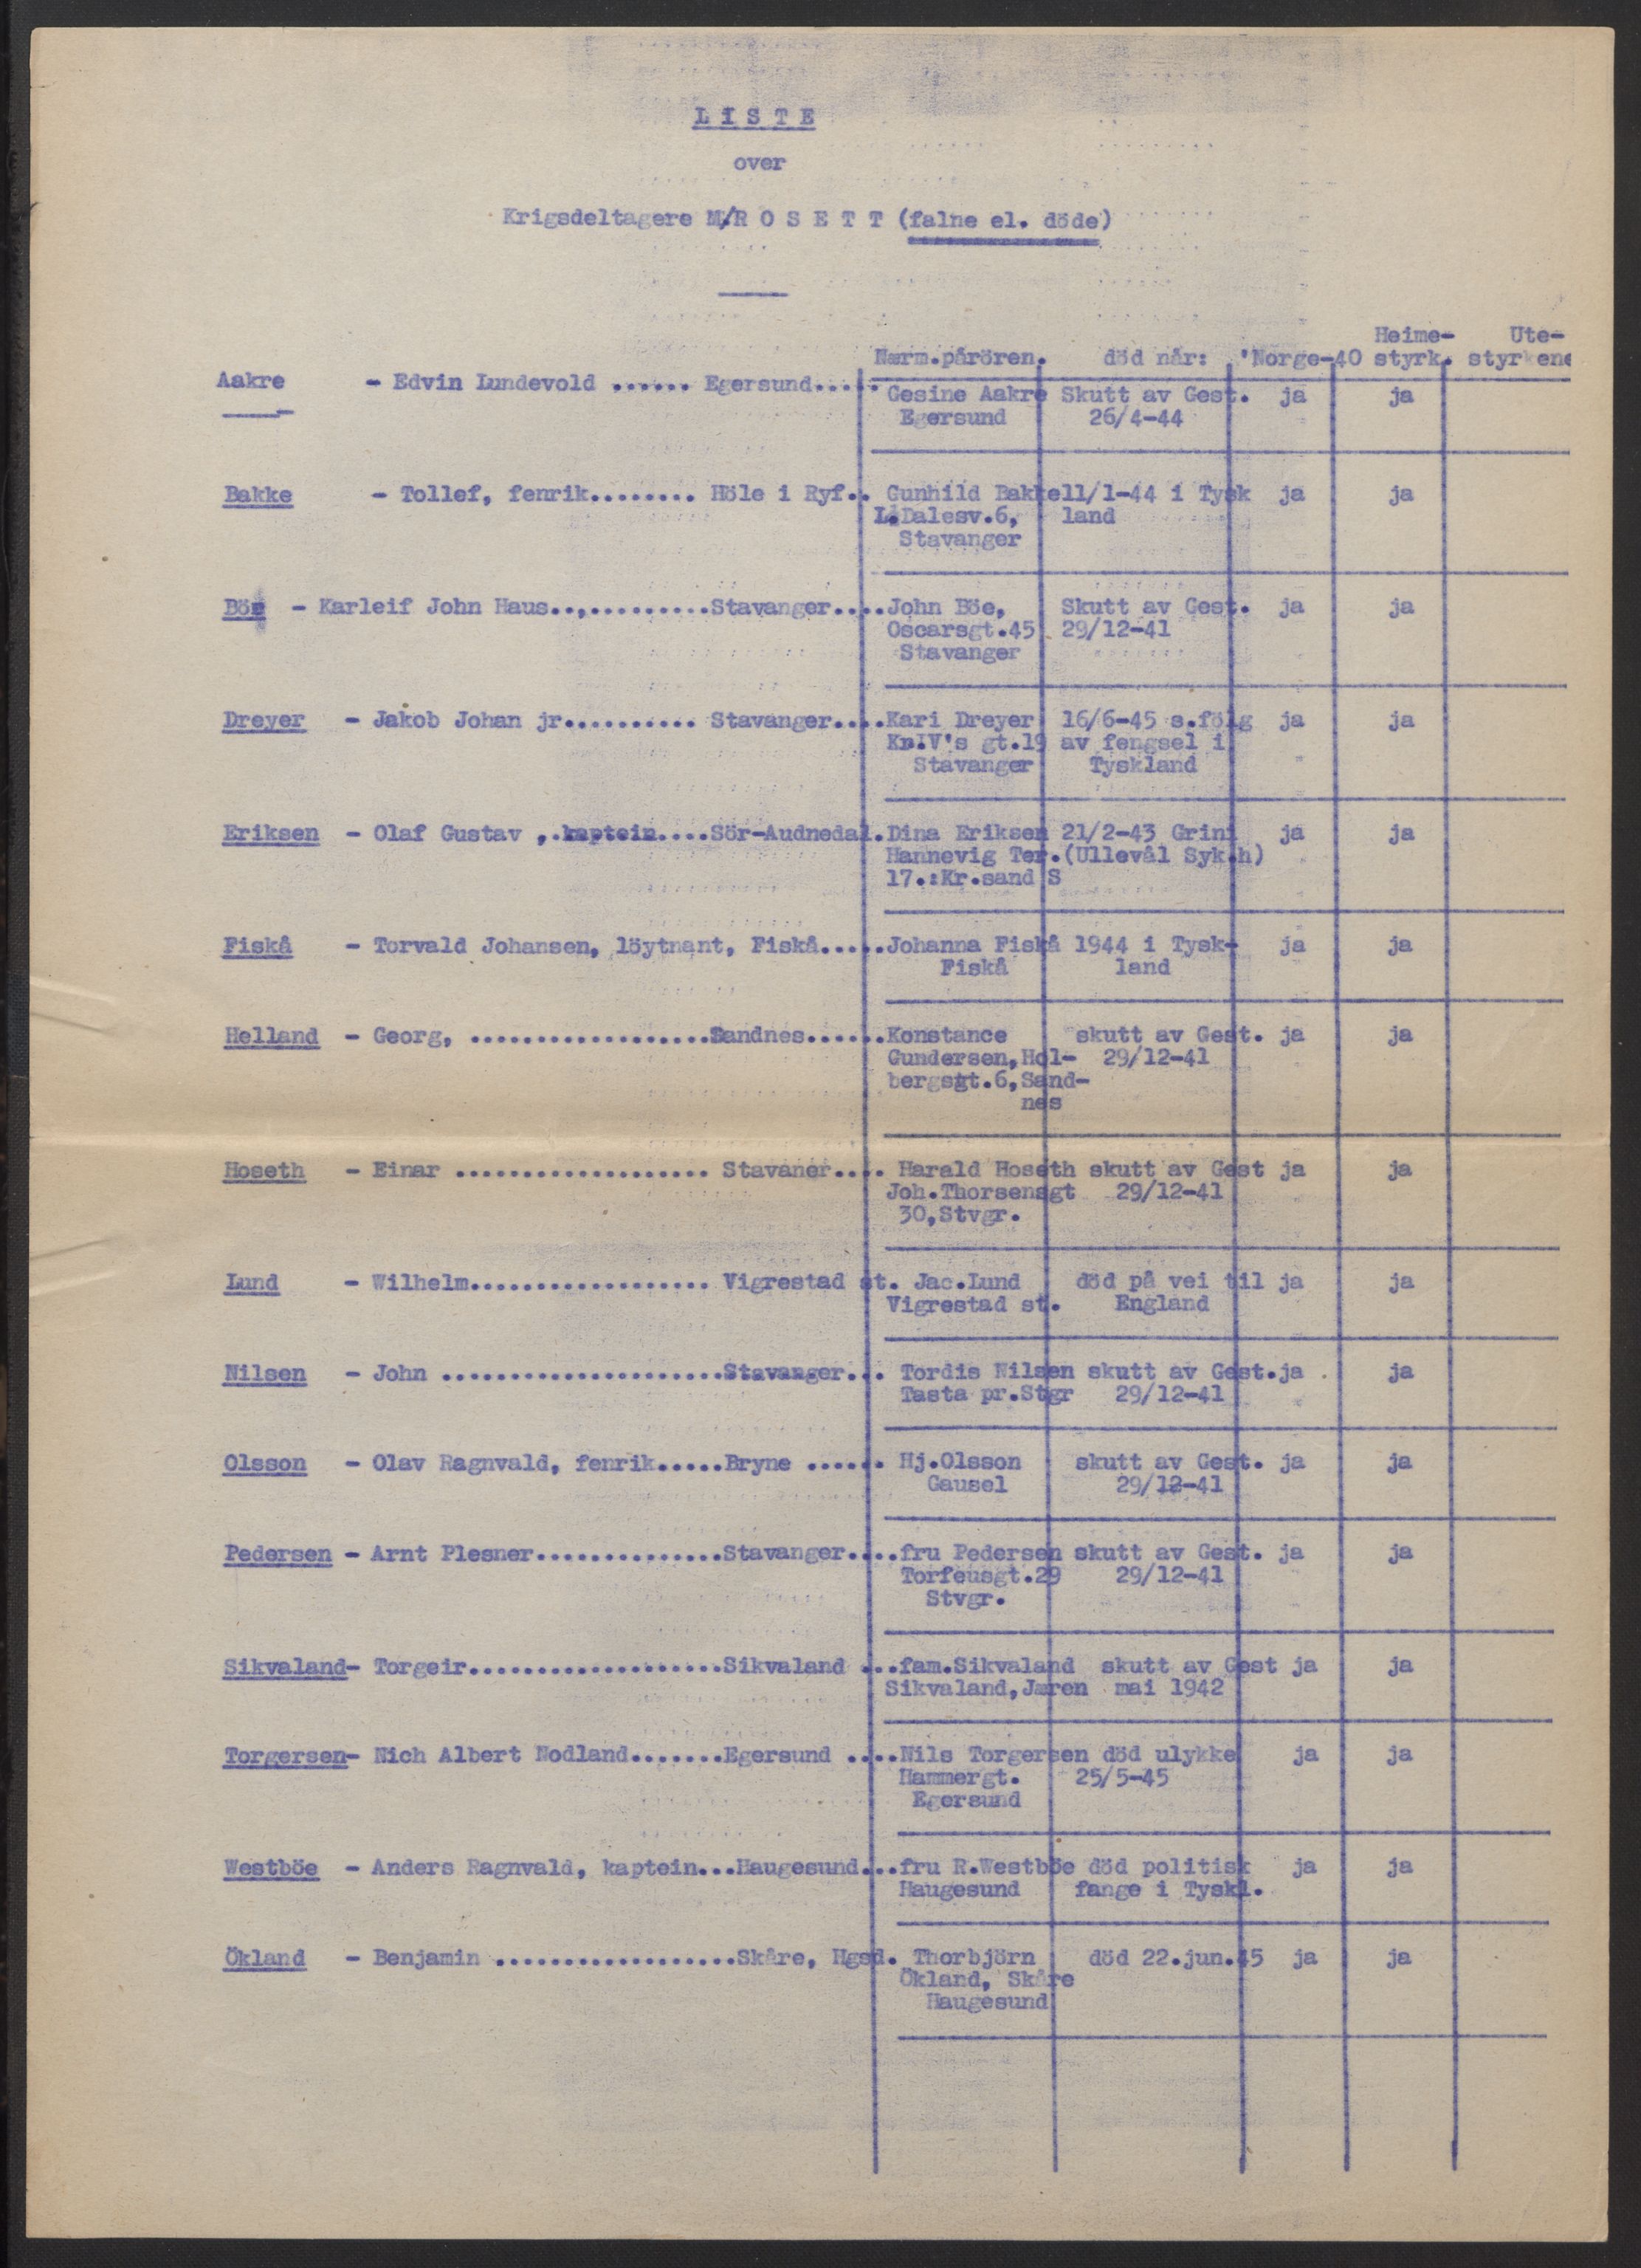 L I S T E
over
Krigsdeltagere M/R O S E T T (falne el. döde)
Heime- Ute-
Nærm.pårören. död når: 'Norge-40 styrk. styrkene
Aakre - Edvin Lundevold ...... Egersund..... Gesine Aakre Skutt av Gest. ja ja
Egersund 26/4-44
Bakke - Tollef, fenrik........ Höle i Ryf.. Gunhild Bakke11/1-44 i Tysk ja ja
L.Dalesv.6, land
Stavanger
Böe - Karleif John Haus..,.........Stavanger....John Böe, Skutt av Gest. ja ja
Oscarsgt.45 29/12-41
Stavanger
Dreyer - Jakob Johan jr.......... Stavanger....Kari Dreyer 16/6-45 s.fölg ja ja
Kr.IV's gt.19 av fengsel i
Stavanger Tyskland
Eriksen - Olaf Gustav ,.kaptein....Sör-Audnedal.Dina Eriksen 21/2-43 Grini ja ja
Hannevig Ter.(Ullevål Syk.h)
17.:Kr.sand S
Fiskå - Torvald Johansen, löytnant, Fiskå.....Johanna Fiskå 1944 i Tysk- ja ja
Fiskå land
Helland - Georg, ..................Sandnes......Konstance skutt av Gest. ja ja
Gundersen,Hol- 29/12-41
bergsgt.6,Sand-
nes
Hoseth - Einar ................... Stavaner.... Harald Hoseth skutt av Gest ja ja
Joh.Thorsensgt 29/12-41
30,Stvgr.
Lund - Wilhelm.................. Vigrestad st. Jac.Lund död på vei til ja ja
Vigrestad st. England
Nilsen - John .....................Stavanger... Tordis Nilsen skutt av Gest.ja ja
Tasta pr.Stgr 29/12-41
Olsson - Olav Ragnvald, fenrik.....Bryne ...... Hj.Olsson skutt av Gest. ja ja
Gausel 29/12-41
Pedersen - Arnt Plesner..............Stavanger....fru Pedersen skutt av Gest. ja ja
Torfeusgt.29 29/12-41
Stvgr.
Sikvaland- Torgeir...................Sikvaland ...fam.Sikvaland skutt av Gest ja ja
Sikvaland,Jæren mai 1942
Torgersen- Nich Albert Nodland.......Egersund ....Nils Torgersen död ulykke ja ja
Hammergt. 25/5-45
Egersund
Westböe - Anders Ragnvald, kaptein...Haugesund...fru R.Westböe död politisk ja ja
Haugesund fange i Tyskl.
Ökland - Benjamin ..................Skåre, Hgsd. Thorbjörn död 22.jun.45 ja ja
Ökland, Skåre
Haugesund